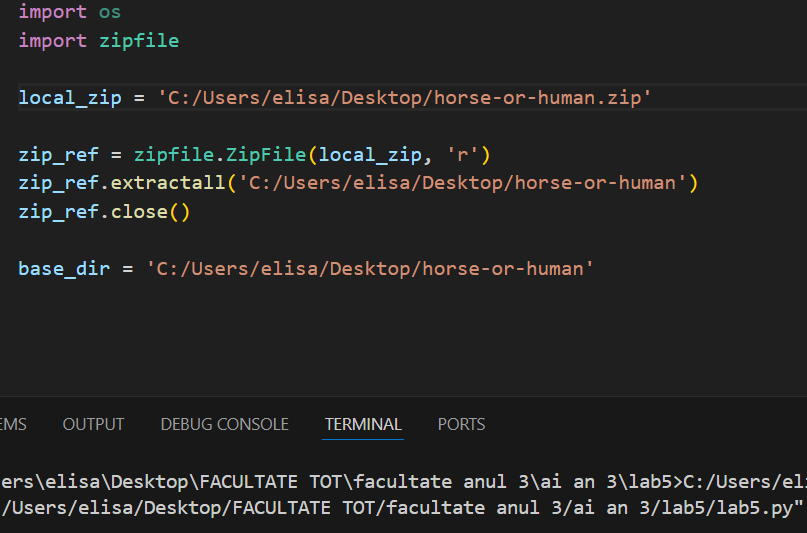 import os
import zipfile
local_zip = 'C:/Users/elisa/Desktop/horse-or-human.zip'
zip_ref = zipfile.ZipFile(local_zip, 'r')
zip_ref.extractall('C:/Users/elisa/Desktop/horse-or-human')
zip_ref.close()
base_dir = 'C:/Users/elisa/Desktop/horse-or-human'
EMS OUTPUT DEBUG CONSOLE TERMINAL PORTS
ers\elisa\Desktop\FACULTATE TOT\facultate anul 3\ai an 3\lab5>C:/Users/eli
/Users/elisa/Desktop/FACULTATE TOT/facultate anul 3/ai an 3/lab5/lab5.py"